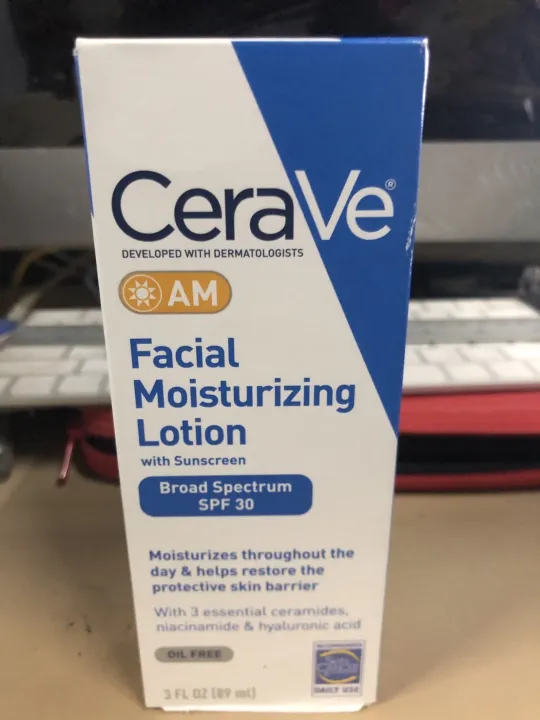 CeraVe®
DEVELOPED WITH DERMATOLOGISTS
AM
Facial
Moisturizing
Lotion
with Sunscreen
Broad Spectrum
SPF 30
Moisturizes throughout the
day & helps restore the
protective skin barrier
With 3 essential ceramides,
niacinamide & hyaluronic acid
OIL FREE
3 FL OZ (89 ml)
DAILY USE